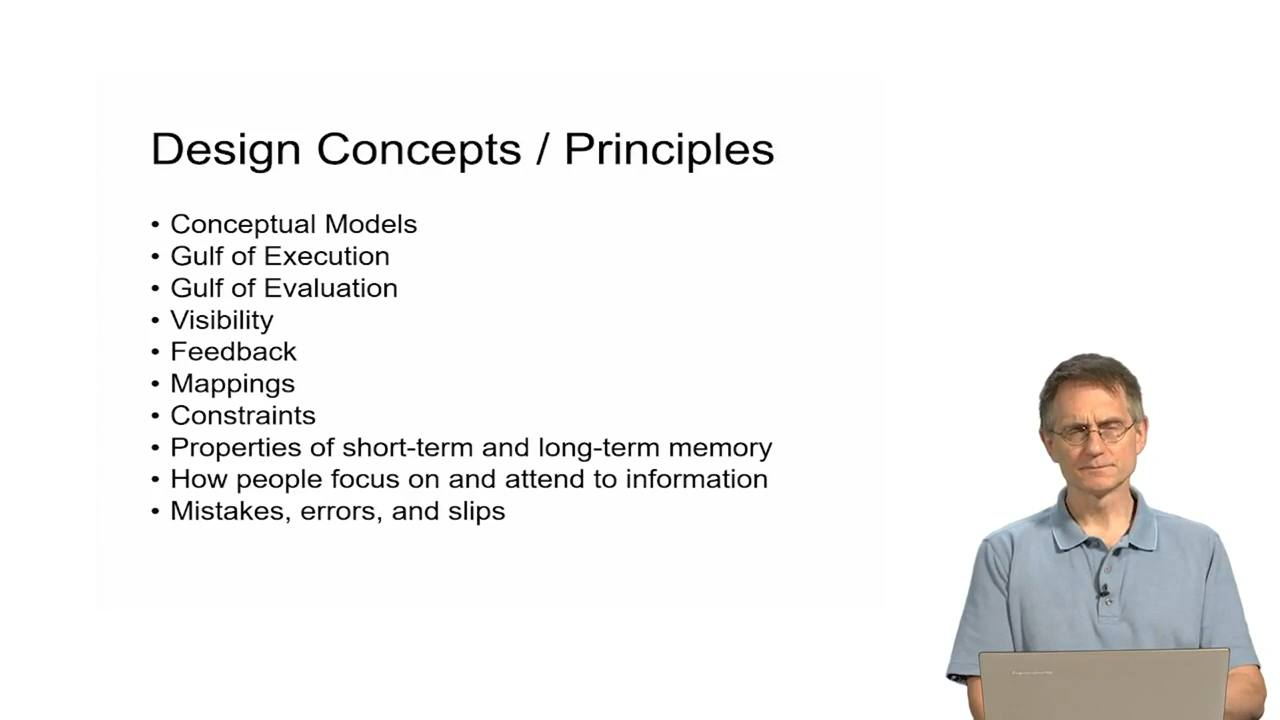 Design Concepts / Principles
• Conceptual Models
• Gulf of Execution
• Gulf of Evaluation
• Visibility
• Feedback
• Mappings
• Constraints
• Properties of short-term and long-term memory
• How people focus on and attend to information
• Mistakes, errors, and slips